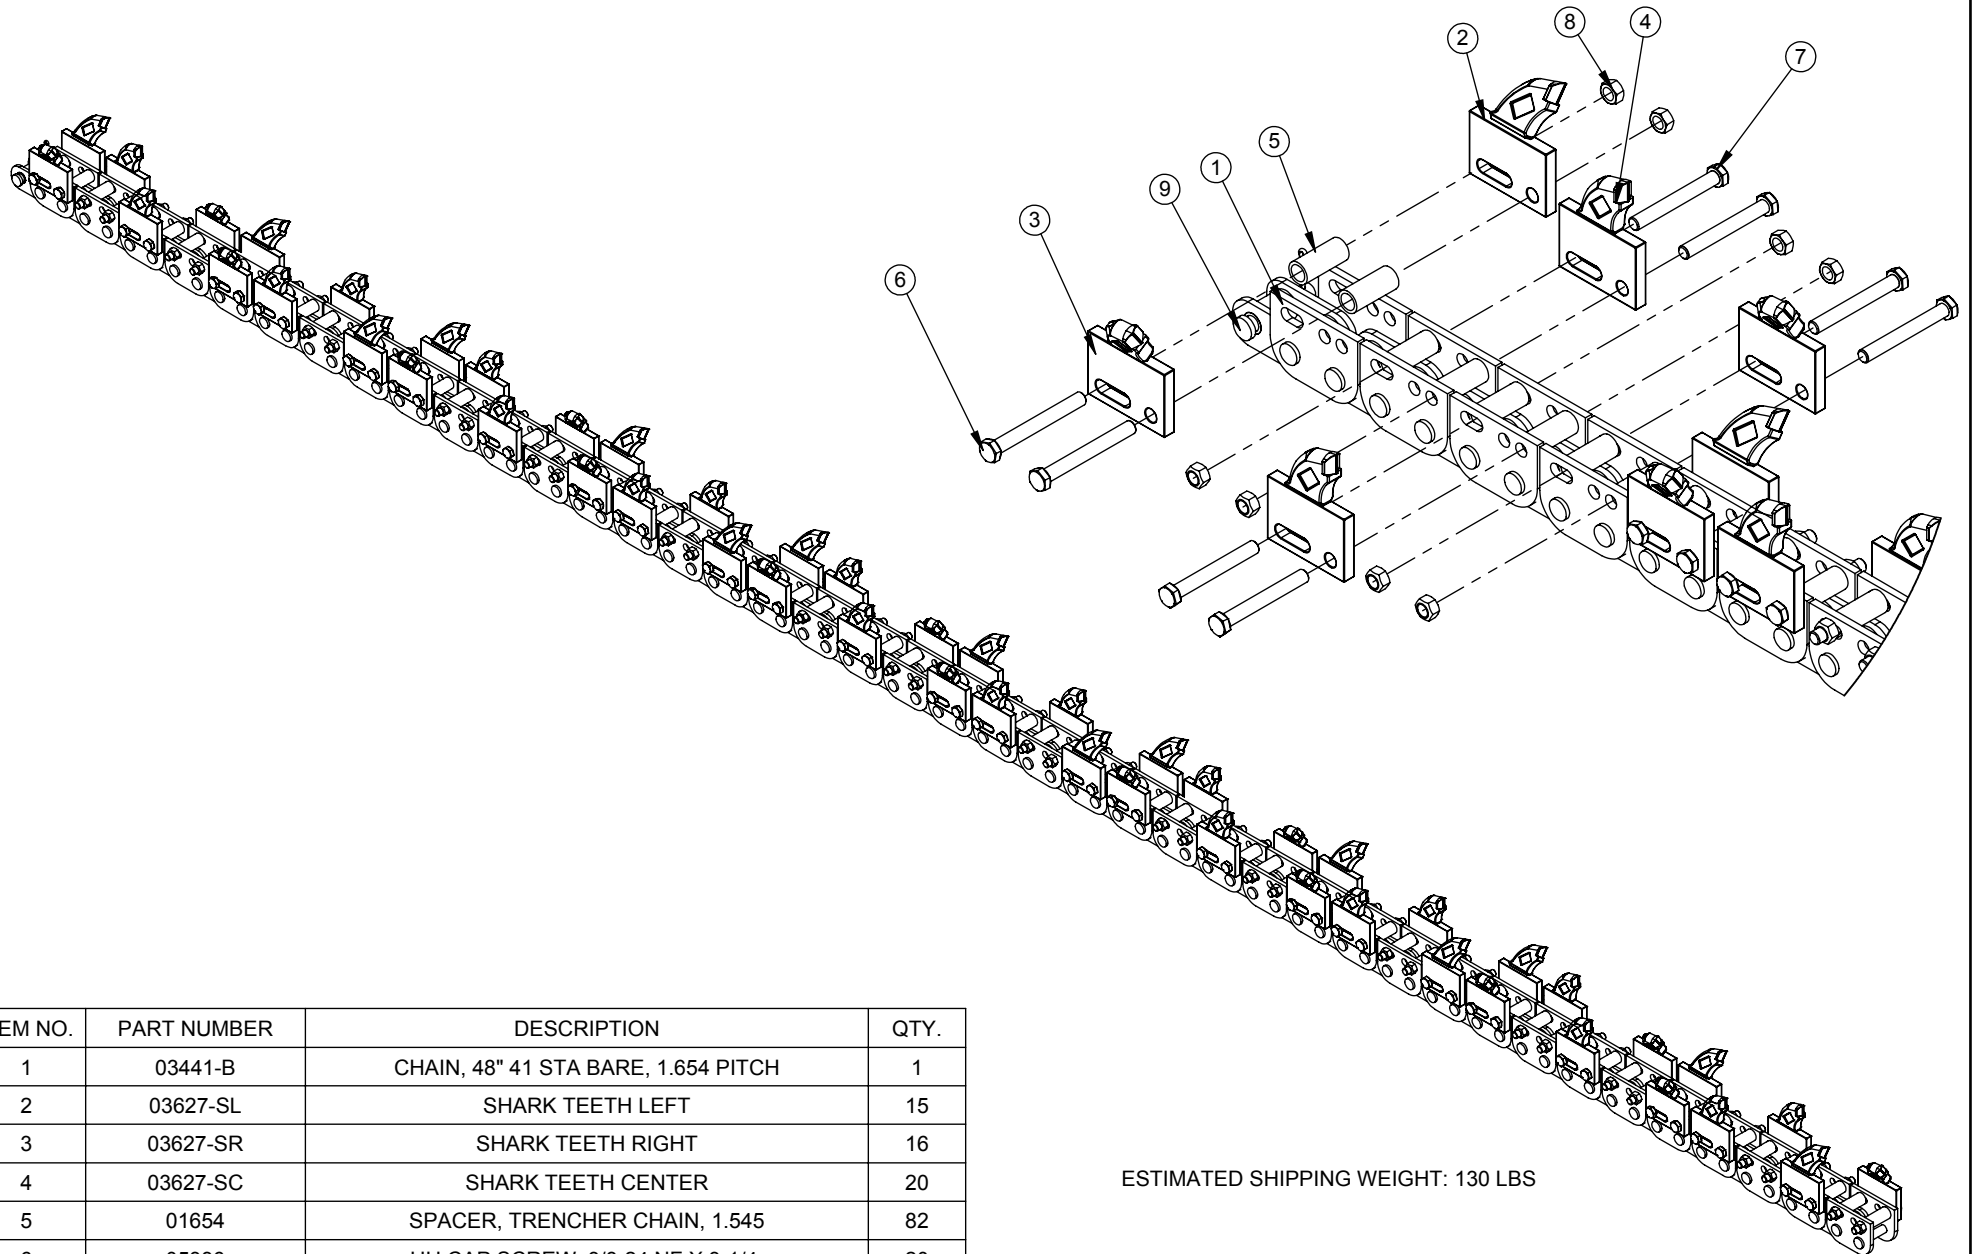 2
8
4
7
5
1
9
3
6
EM NO. PART NUMBER DESCRIPTION QTY.
1 03441-B CHAIN, 48" 41 STA BARE, 1.654 PITCH 1
2 03627-SL SHARK TEETH LEFT 15
3 03627-SR SHARK TEETH RIGHT 16
4 03627-SC SHARK TEETH CENTER 20
5 01654 SPACER, TRENCHER CHAIN, 1.545 82
ESTIMATED SHIPPING WEIGHT: 130 LBS